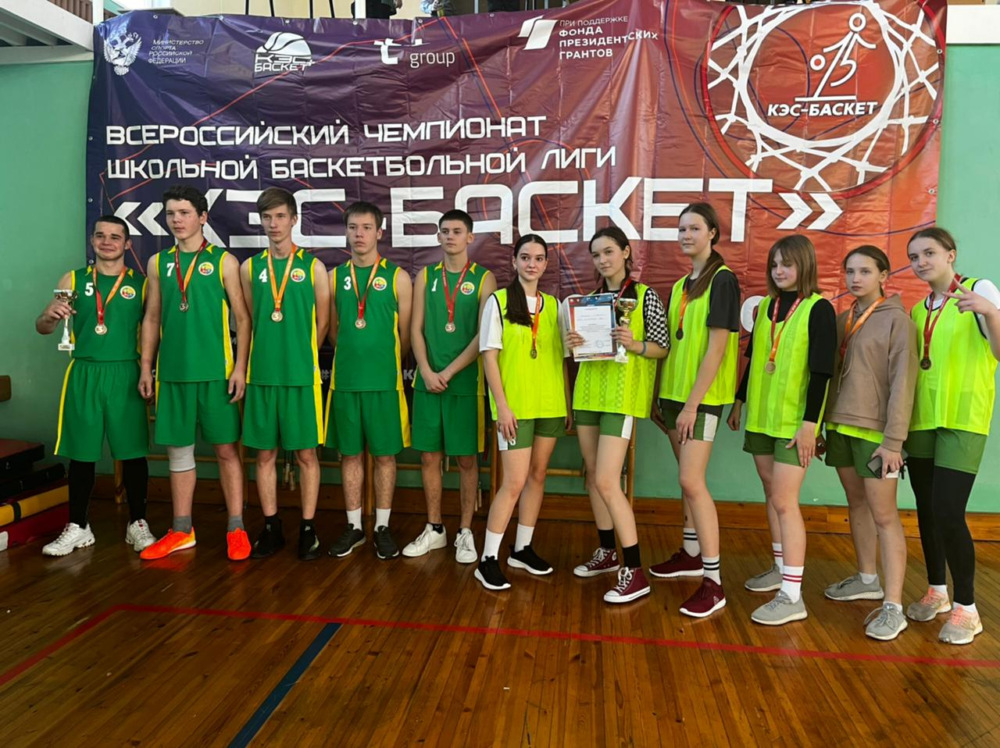 МИНИСТЕРСТВО
СПОРТА
РОССИЙСКОЙ
ФЕДЕРАЦИИ
КЭС
БАСКЕТ
group
ПРИ ПОДДЕРЖКЕ
ФОНДА
ПРЕЗИДЕНТСКИХ
ГРАНТОВ
КЭС-БАСКЕТ
ВСЕРОССИЙСКИЙ ЧЕМПИОНАТ
ШКОЛЬНОЙ БАСКЕТБОЛЬНОЙ ЛИГИ
«КЭС-БАСКЕТ»
5
7
4
3
1
3